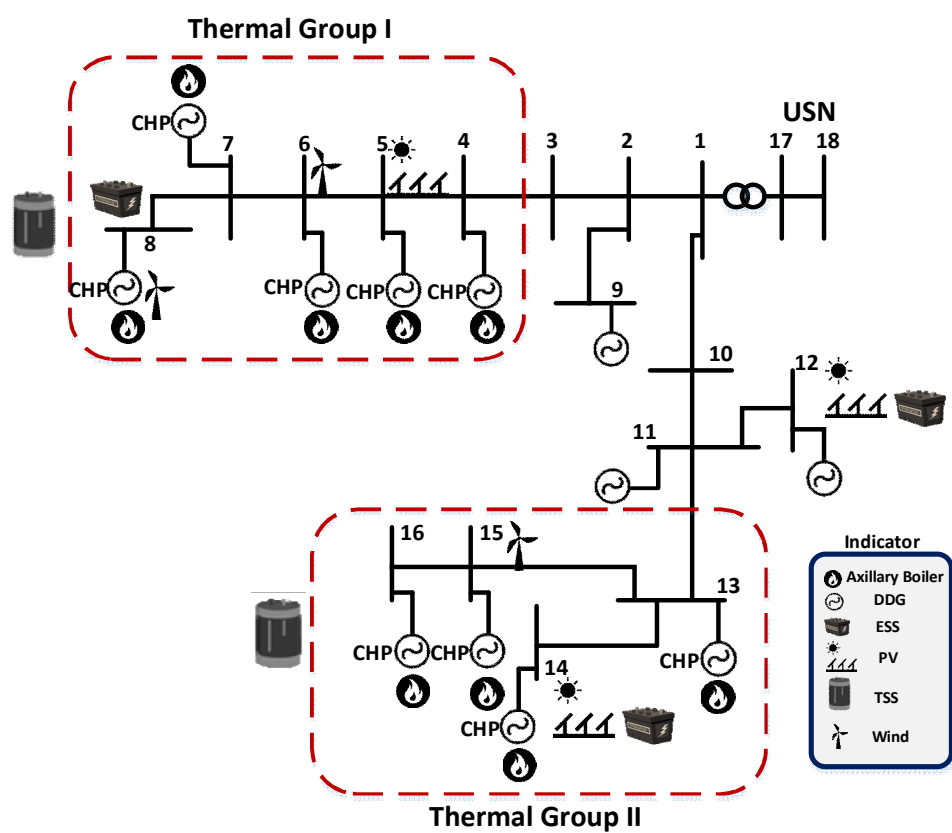 Thermal Group I
USN
CHP
7
6
5
4
3
2
1
17
18
8
CHP
CHP
CHP
CHP
9
10
12
11
16
15
13
CHP
CHP
14
CHP
CHP
Indicator
Axillary Boiler
DDG
ESS
PV
TSS
Wind
Thermal Group II